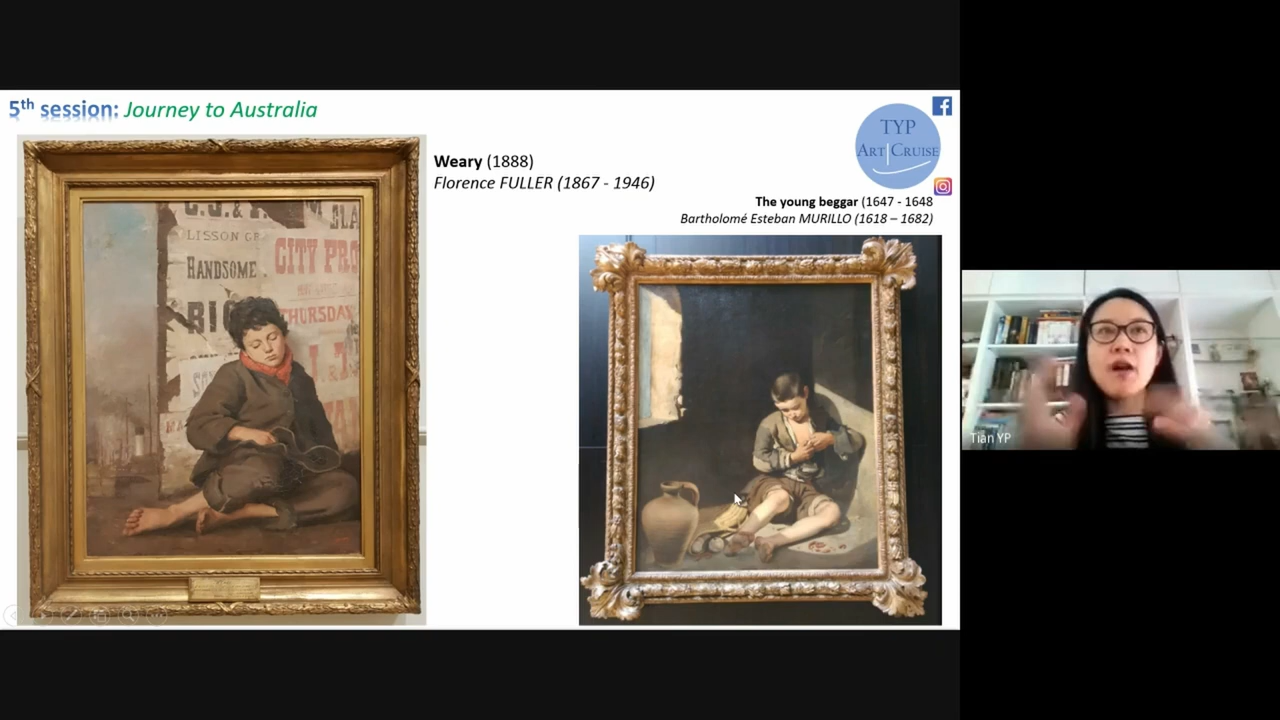 5th session: Journey to Australia
TYP
ART CRUISE
Weary (1888)
Florence FULLER (1867 - 1946)
The young beggar (1647 - 1648
Bartholomé Esteban MURILLO (1618 – 1682)
LISSON GR
HANDSOME
CITY PRO
BIG
THURSDAY
Tian YP